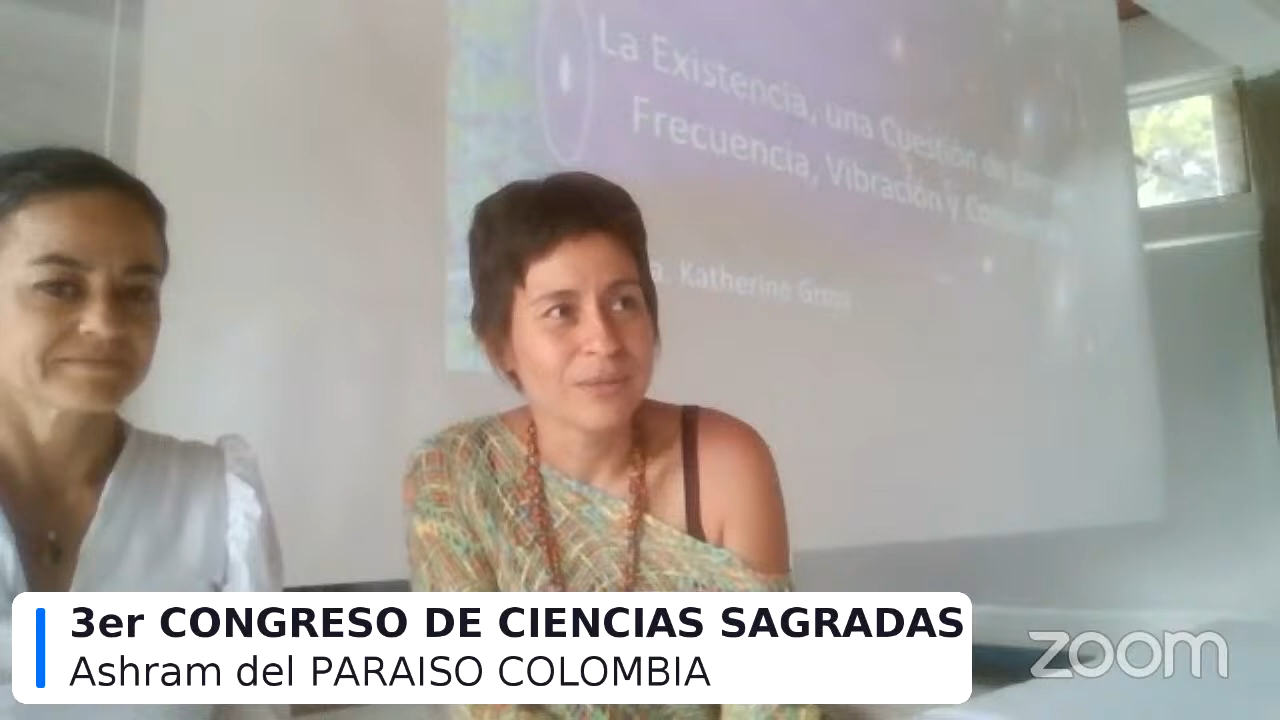 La Existencia, una Cuestión de
Frecuencia, Vibración y
Katherine
3er CONGRESO DE CIENCIAS SAGRADAS
Ashram del PARAISO COLOMBIA
zoom